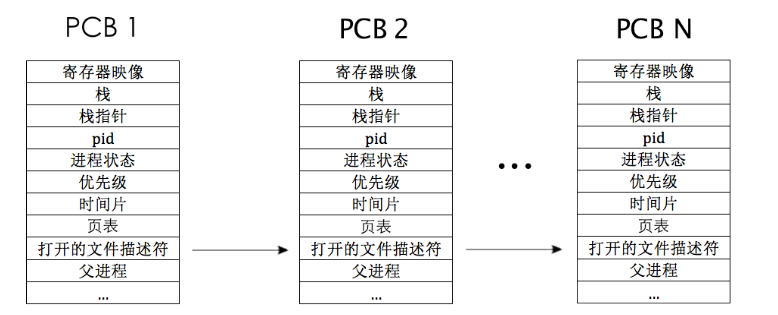 PCB 1
寄存器映像
栈
栈指针
pid
进程状态
优先级
时间片
页表
打开的文件描述符
父进程
...
PCB 2
寄存器映像
栈
栈指针
pid
进程状态
优先级
时间片
页表
打开的文件描述符
父进程
...
...
PCB N
寄存器映像
栈
栈指针
pid
进程状态
优先级
时间片
页表
打开的文件描述符
父进程
...